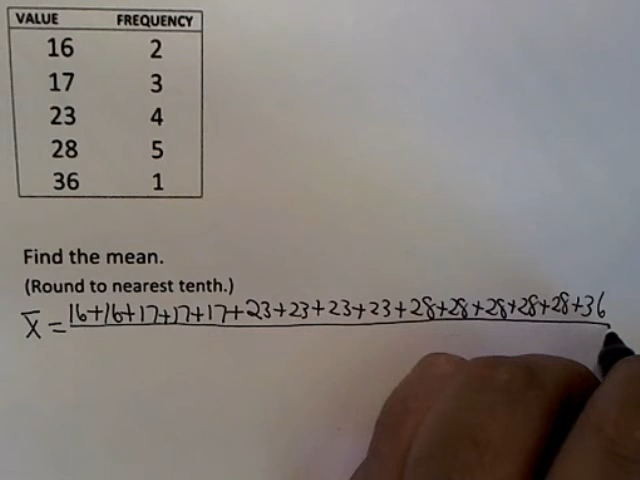 VALUE FREQUENCY
16 2
17 3
23 4
28 5
36 1
Find the mean.
(Round to nearest tenth.)
x̄ = 16+16+17+17+17+23+23+23+23+28+28+28+28+28+36